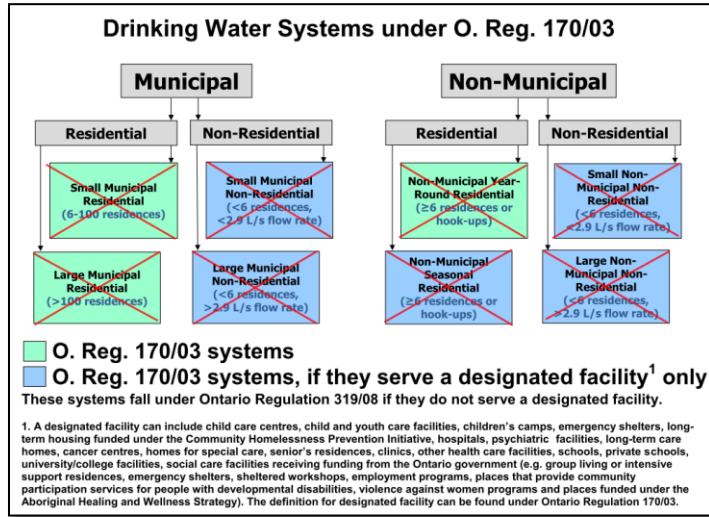 Drinking Water Systems under O. Reg. 170/03
Municipal
Non-Municipal
Residential
Non-Residential
Residential
Non-Residential
Small Municipal
Residential
(6-100 residences)
Small Municipal
Non-Residential
(<6 residences,
<2.9 L/s flow rate)
Non-Municipal Year-
Round Residential
(≥6 residences or
hook-ups)
Small Non-
Municipal Non-
Residential
(<6 residences,
<2.9 L/s flow rate)
Large Municipal
Residential
(>100 residences)
Large Municipal
Non-Residential
(<6 residences,
>2.9 L/s flow rate)
Non-Municipal
Seasonal
Residential
(≥6 residences or
hook-ups)
Large Non-
Municipal Non-
Residential
(<6 residences,
>2.9 L/s flow rate)
O. Reg. 170/03 systems
O. Reg. 170/03 systems, if they serve a designated facility¹ only
These systems fall under Ontario Regulation 319/08 if they do not serve a designated facility.
1. A designated facility can include child care centres, child and youth care facilities, children's camps, emergency shelters, long-
term housing funded under the Community Homelessness Prevention Initiative, hospitals, psychiatric facilities, long-term care
homes, cancer centres, homes for special care, senior's residences, clinics, other health care facilities, schools, private schools,
university/college facilities, social care facilities receiving funding from the Ontario government (e.g. group living or intensive
support residences, emergency shelters, sheltered workshops, employment programs, places that provide community
participation services for people with developmental disabilities, violence against women programs and places funded under the
Aboriginal Healing and Wellness Strategy). The definition for designated facility can be found under Ontario Regulation 170/03.